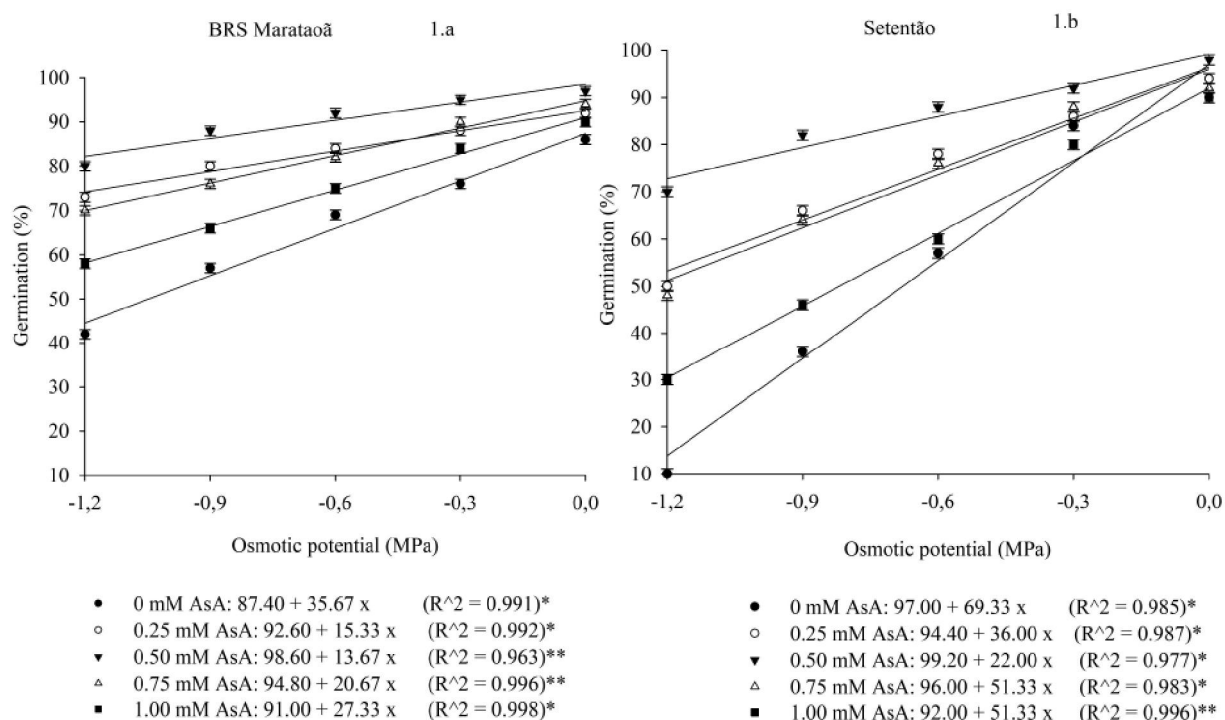 BRS Marataoã 1.a
Germination (%)
100
90
80
70
60
50
40
30
20
10
-1,2 -0,9 -0,6 -0,3 0,0
Osmotic potential (MPa)
● 0 mM AsA: 87.40 + 35.67 x (R^2 = 0.991)*
○ 0.25 mM AsA: 92.60 + 15.33 x (R^2 = 0.992)*
▼ 0.50 mM AsA: 98.60 + 13.67 x (R^2 = 0.963)**
△ 0.75 mM AsA: 94.80 + 20.67 x (R^2 = 0.996)**
■ 1.00 mM AsA: 91.00 + 27.33 x (R^2 = 0.998)*
Setentão 1.b
Germination (%)
100
90
80
70
60
50
40
30
20
10
-1,2 -0,9 -0,6 -0,3 0,0
Osmotic potential (MPa)
● 0 mM AsA: 97.00 + 69.33 x (R^2 = 0.985)*
○ 0.25 mM AsA: 94.40 + 36.00 x (R^2 = 0.987)*
▼ 0.50 mM AsA: 99.20 + 22.00 x (R^2 = 0.977)*
△ 0.75 mM AsA: 96.00 + 51.33 x (R^2 = 0.983)*
■ 1.00 mM AsA: 92.00 + 51.33 x (R^2 = 0.996)**